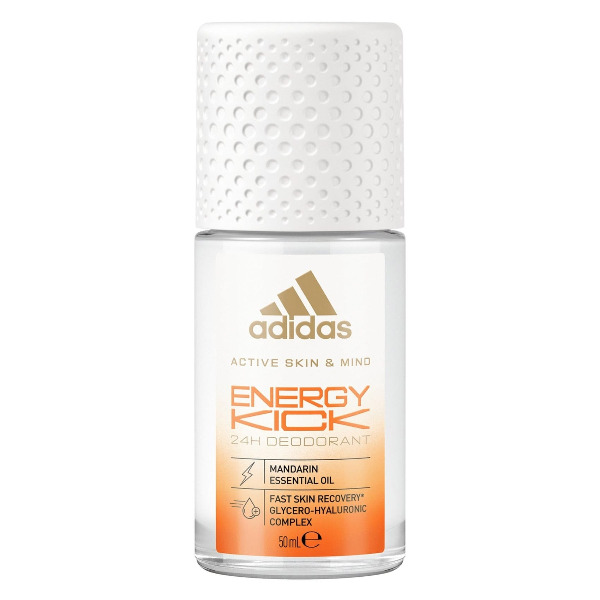 adidas
ACTIVE SKIN & MIND
ENERGY
KICK
24H DEODORANT
MANDARIN
ESSENTIAL OIL
FAST SKIN RECOVERY*
GLYCERO-HYALURONIC
COMPLEX
50 mL ℮